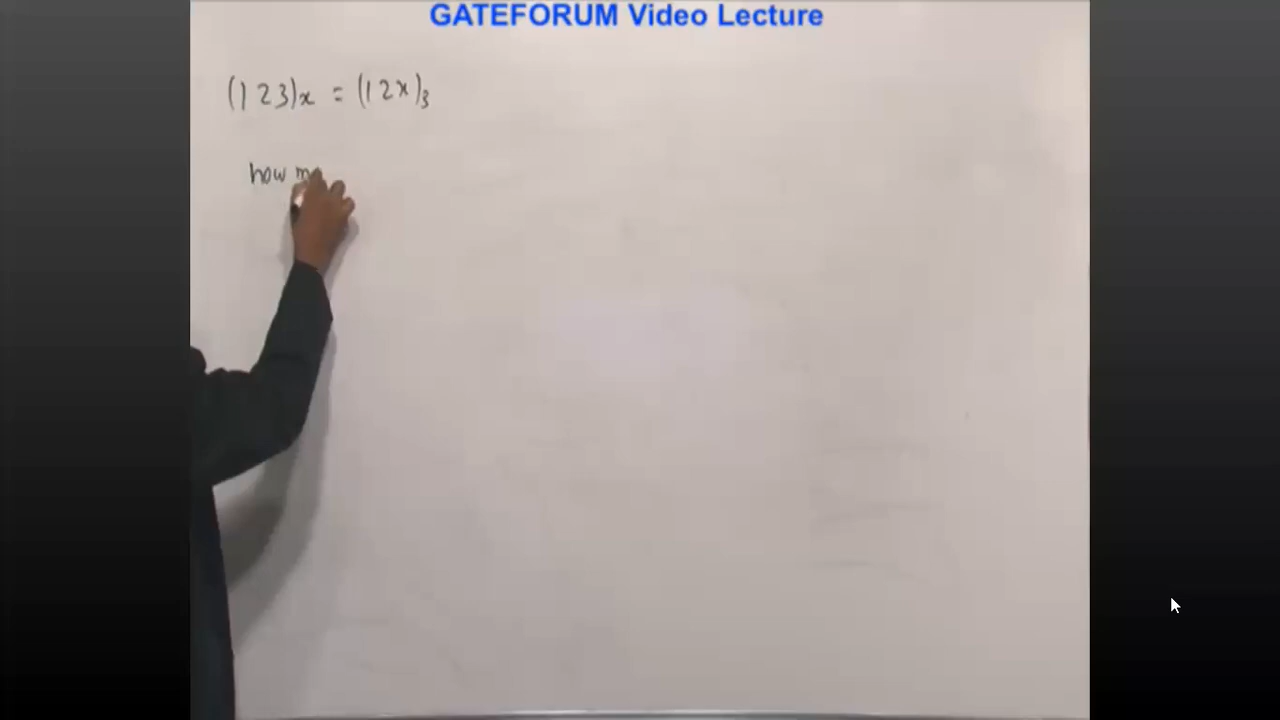 GATEFORUM Video Lecture
(123)x = (12x)3
how